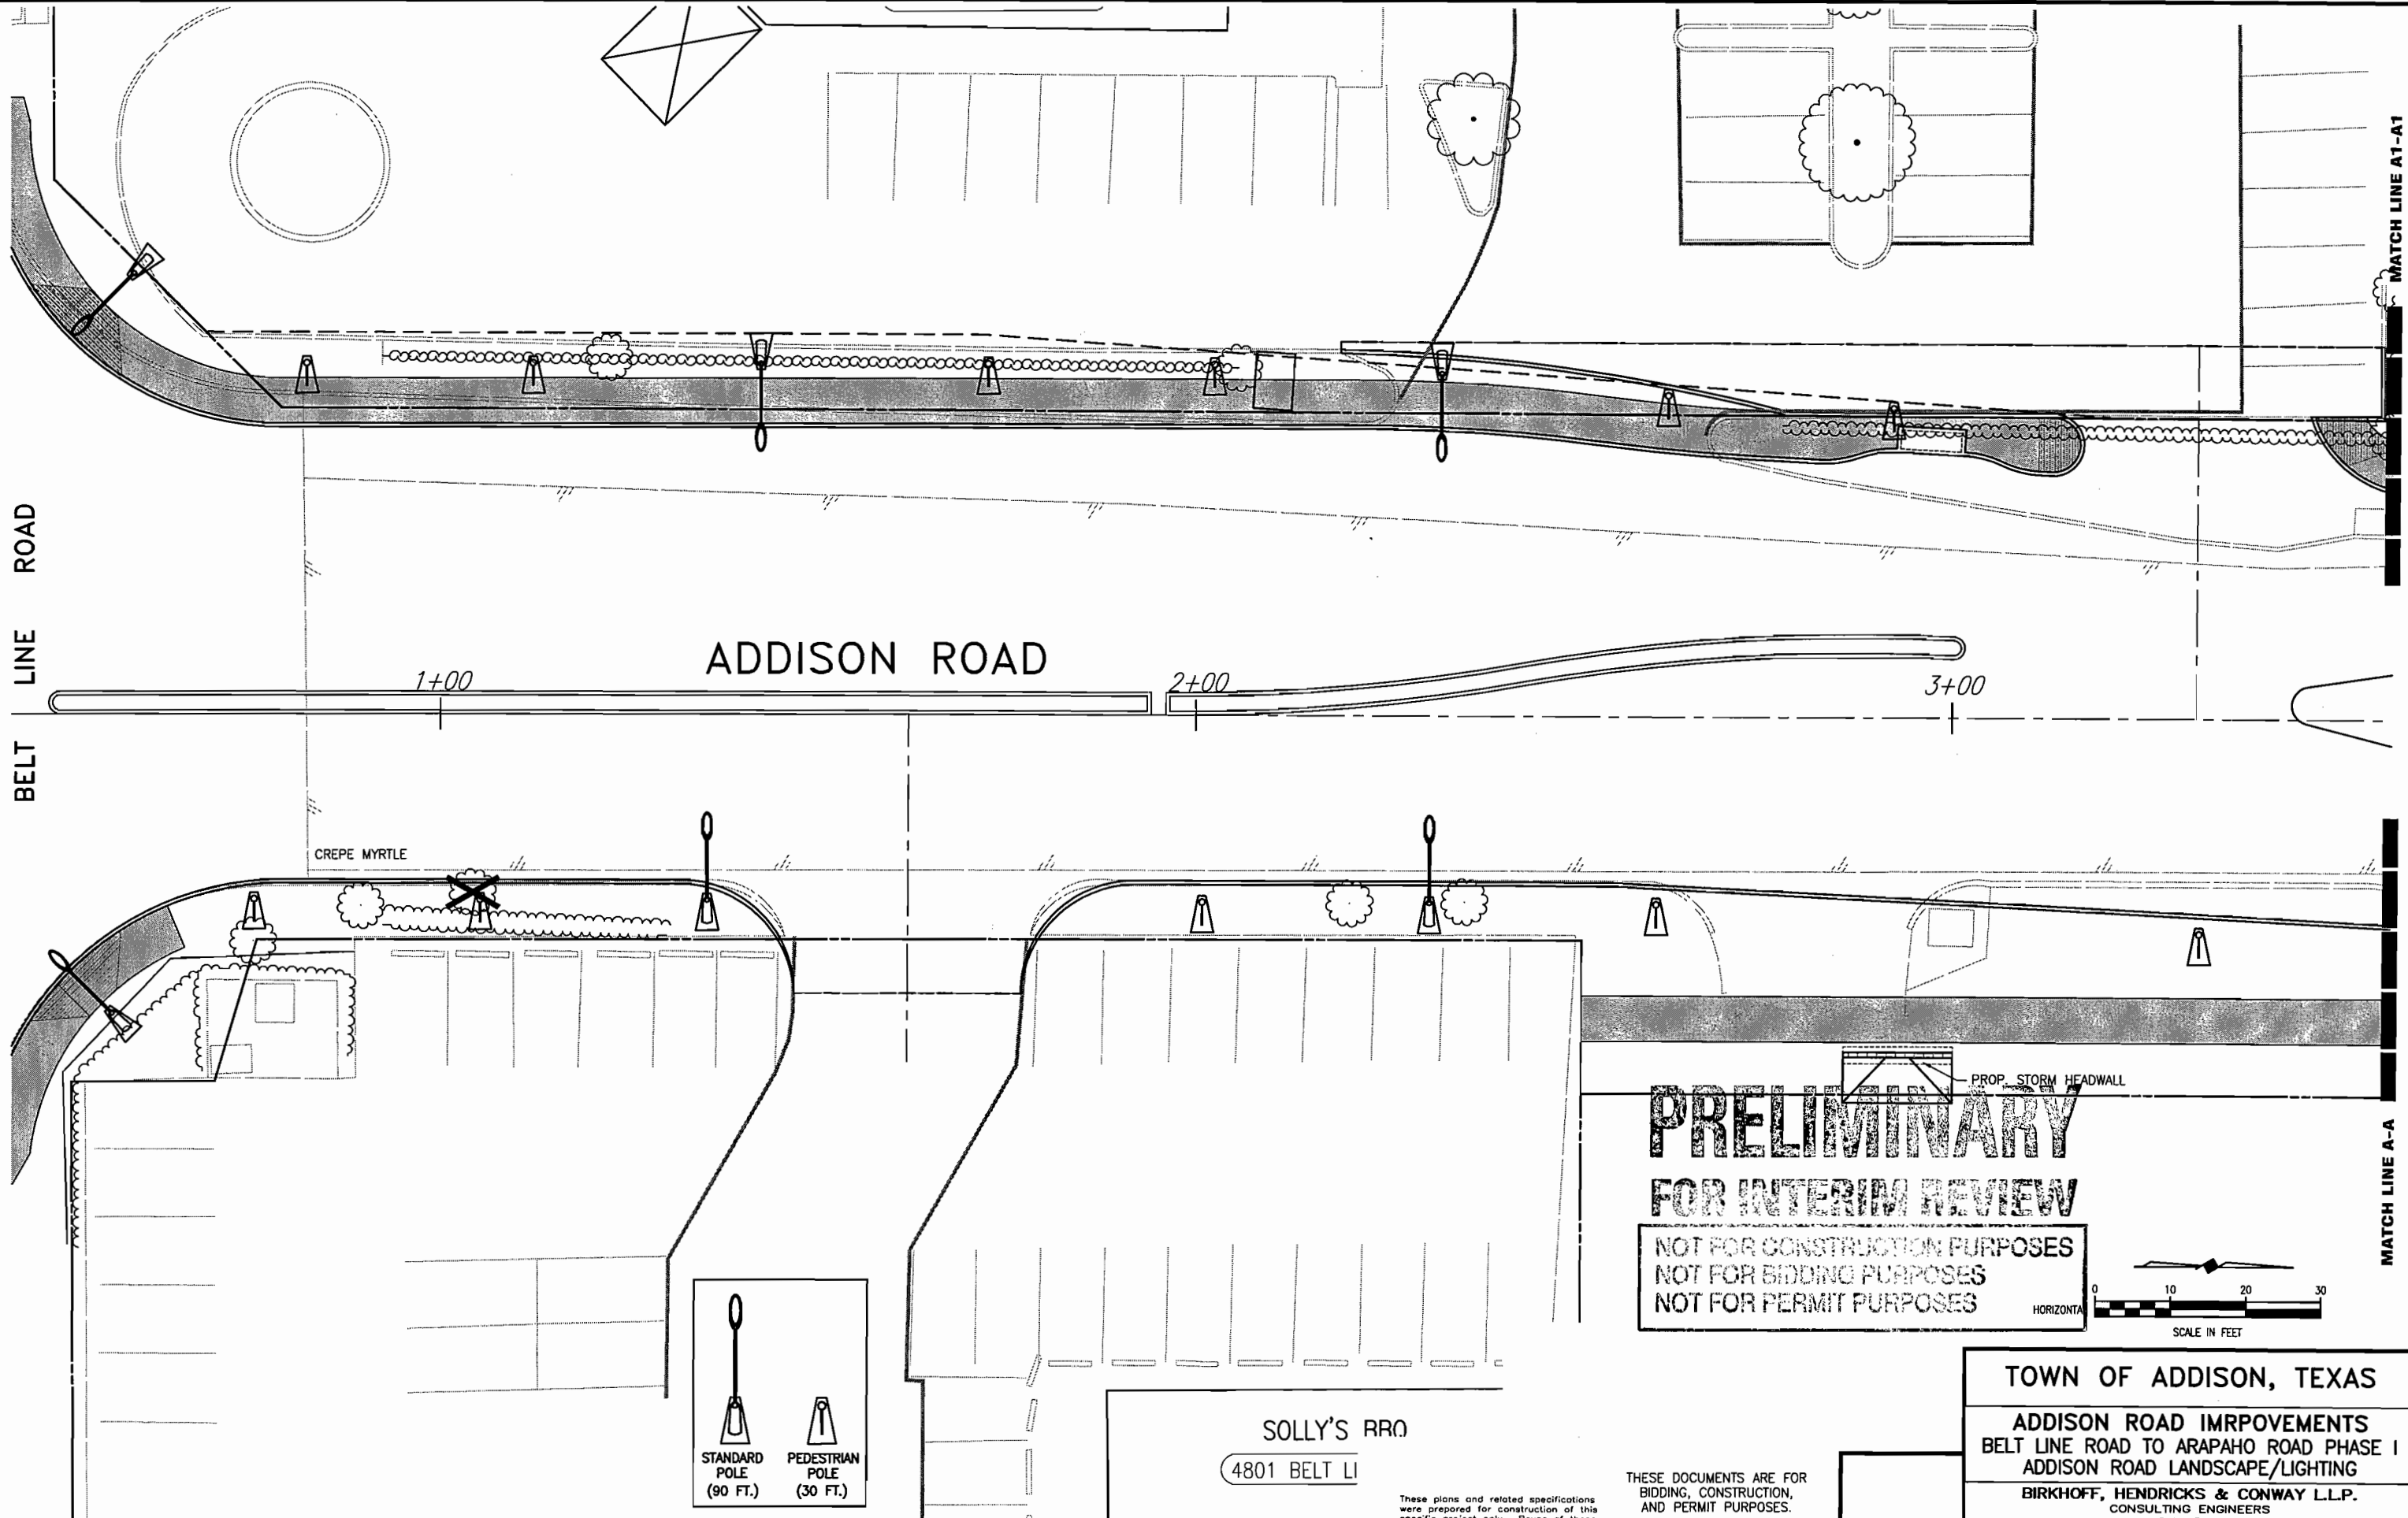 MATCH LINE A1-A1
BELT LINE ROAD
ADDISON ROAD
1+00
2+00
3+00
CREPE MYRTLE
PROP. STORM HEADWALL
PRELIMINARY
FOR INTERIM REVIEW
NOT FOR CONSTRUCTION PURPOSES
NOT FOR BIDDING PURPOSES
NOT FOR PERMIT PURPOSES
MATCH LINE A-A
HORIZONTA
0 10 20 30
SCALE IN FEET
STANDARD
POLE
(90 FT.)
PEDESTRIAN
POLE
(30 FT.)
SOLLY'S
4801 BELT LI
These plans and related specifications
were prepared for construction of this
THESE DOCUMENTS ARE FOR
BIDDING, CONSTRUCTION,
AND PERMIT PURPOSES.
TOWN OF ADDISON, TEXAS
ADDISON ROAD IMRPOVEMENTS
BELT LINE ROAD TO ARAPAHO ROAD PHASE I
ADDISON ROAD LANDSCAPE/LIGHTING
BIRKHOFF, HENDRICKS & CONWAY L.L.P.
CONSULTING ENGINEERS